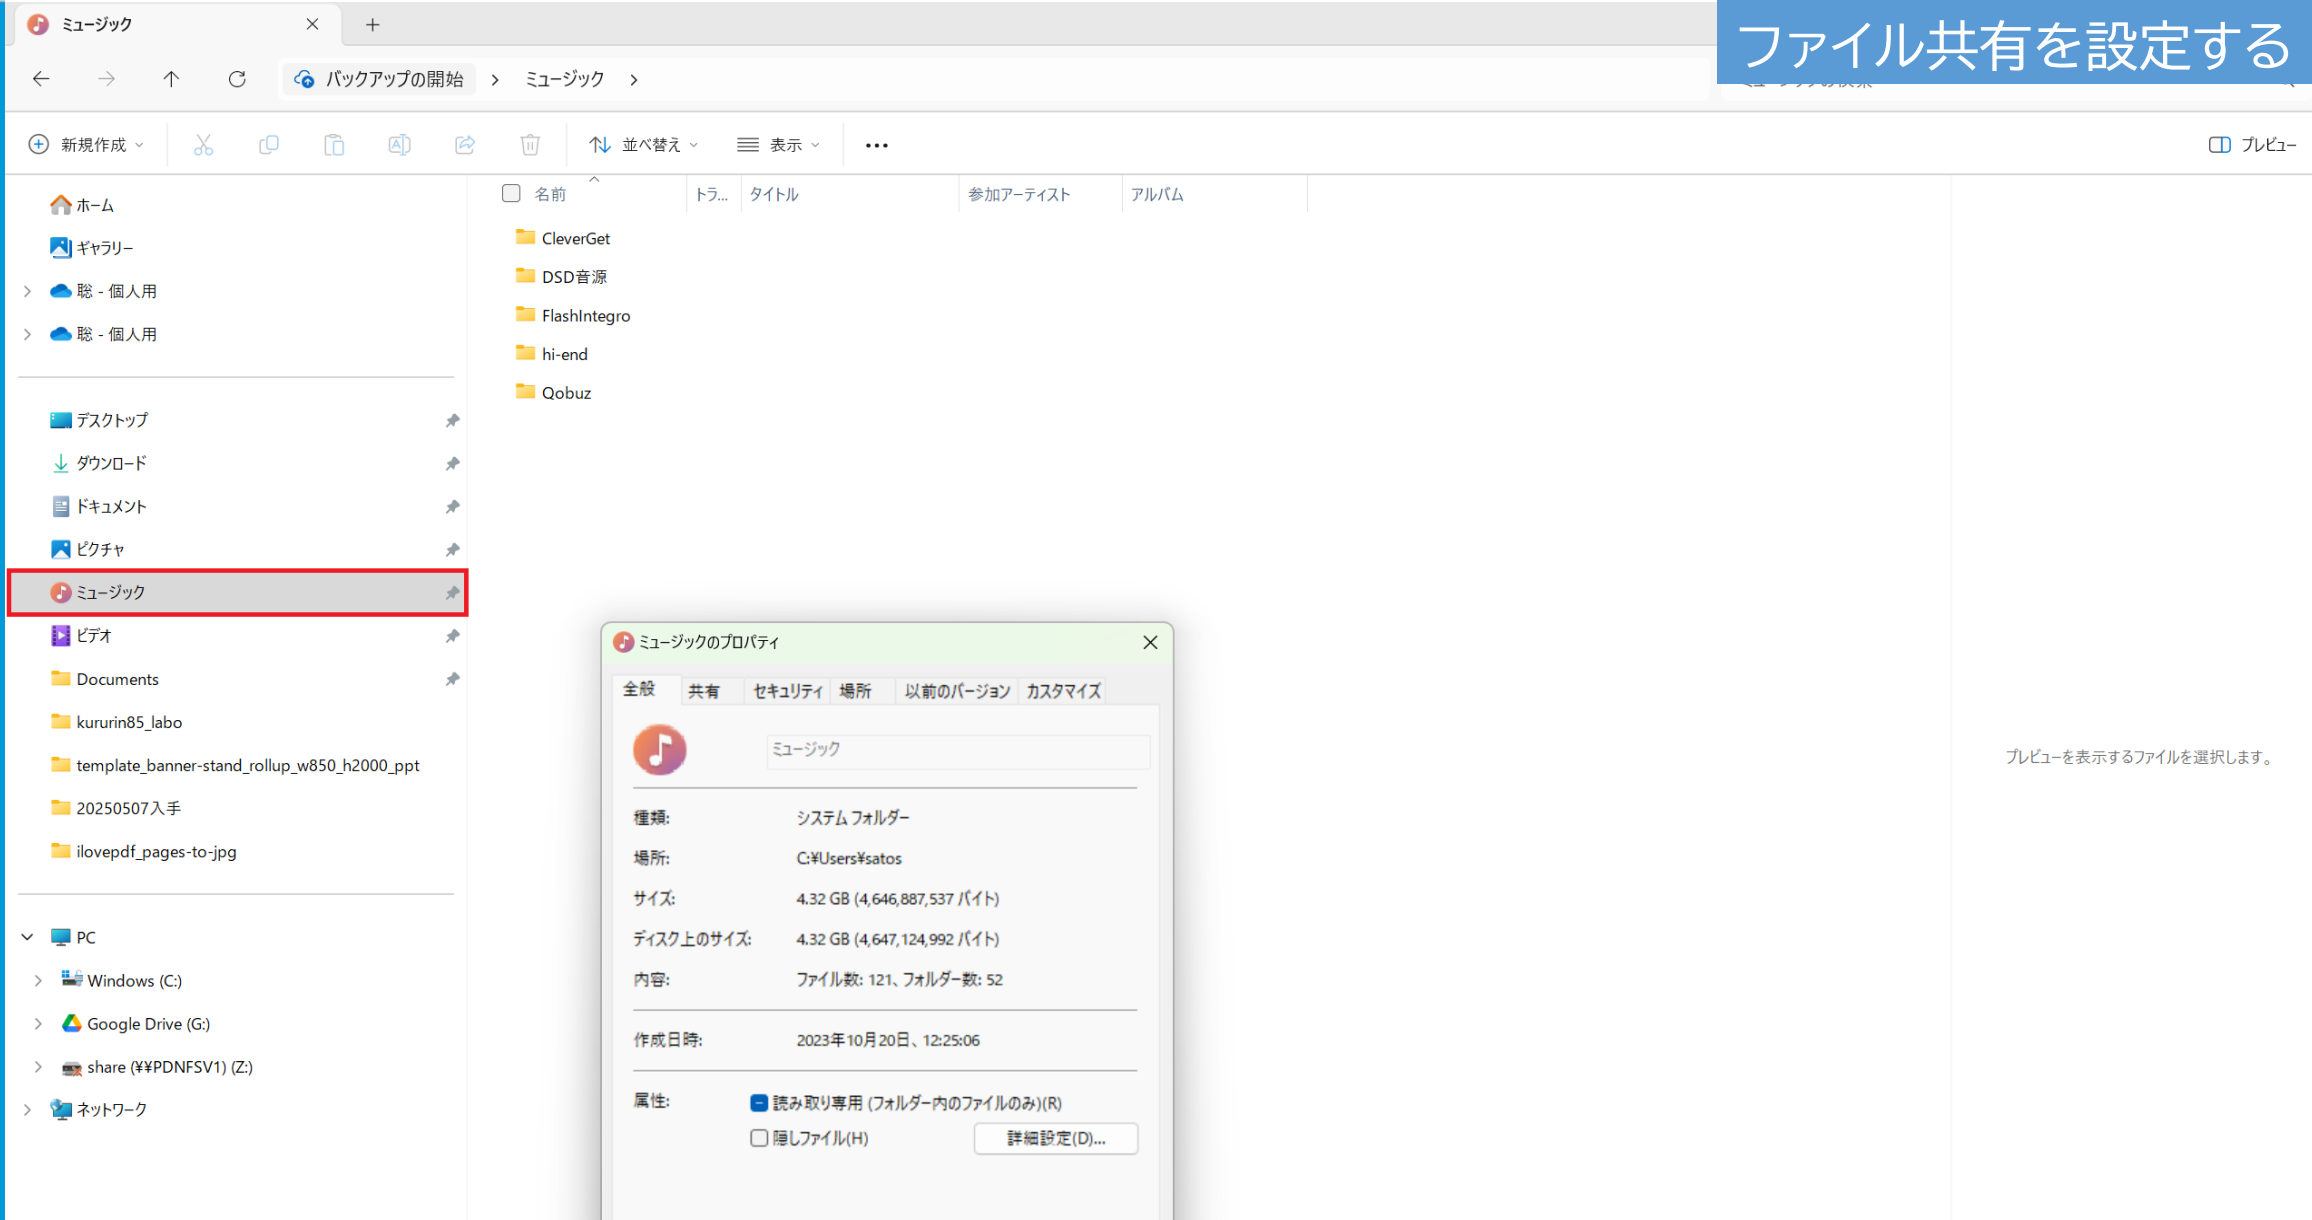 ミュージック
ファイル共有を設定する
バックアップの開始
ミュージック
新規作成
並べ替え
表示
プレビュー
ホーム
ギャラリー
聡 - 個人用
聡 - 個人用
デスクトップ
ダウンロード
ドキュメント
ピクチャ
ミュージック
ビデオ
Documents
kururin85_labo
template_banner-stand_rollup_w850_h2000_ppt
20250507入手
ilovepdf_pages-to-jpg
PC
Windows (C:)
Google Drive (G:)
share (¥¥PDNFSV1) (Z:)
ネットワーク
名前 トラ... タイトル 参加アーティスト アルバム
CleverGet
DSD音源
FlashIntegro
hi-end
Qobuz
プレビューを表示するファイルを選択します。
ミュージックのプロパティ
全般 共有 セキュリティ 場所 以前のバージョン カスタマイズ
ミュージック
種類: システム フォルダー
場所: C:¥Users¥satos
サイズ: 4.32 GB (4,646,887,537 バイト)
ディスク上のサイズ: 4.32 GB (4,647,124,992 バイト)
内容: ファイル数: 121、フォルダー数: 52
作成日時: 2023年10月20日、12:25:06
属性: 読み取り専用 (フォルダー内のファイルのみ)(R)
隠しファイル(H) 詳細設定(D)...